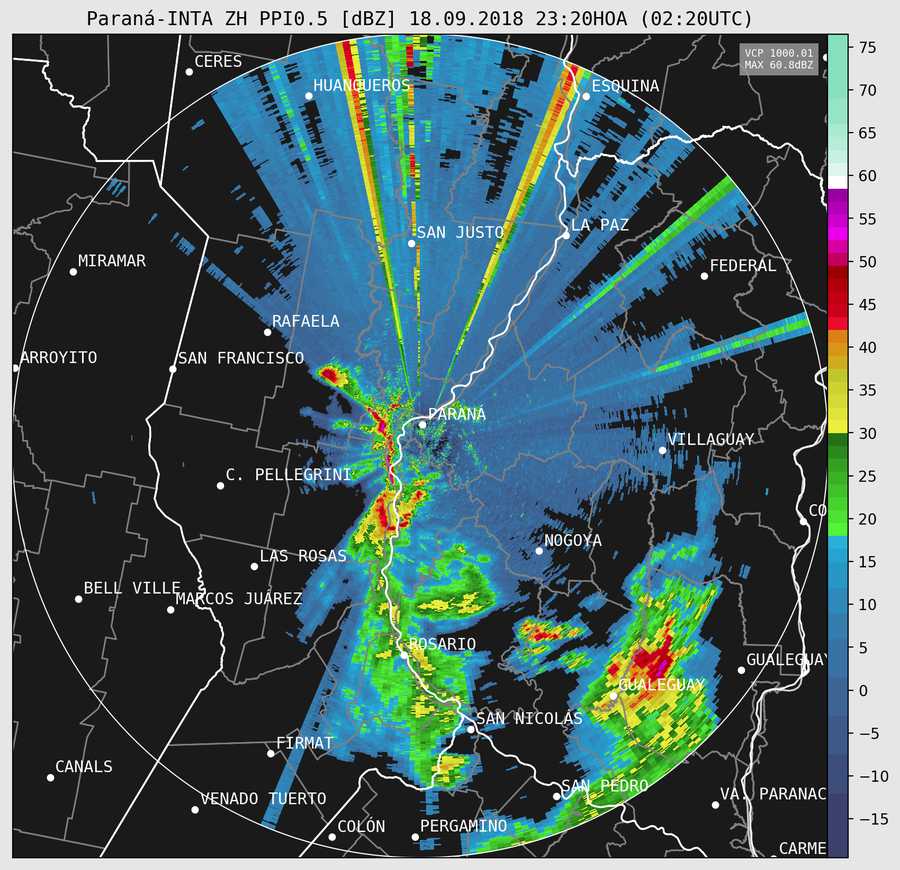 Paraná-INTA ZH PPI0.5 [dBZ] 18.09.2018 23:20HOA (02:20UTC)
VCP 1000.01
MAX 60.8dBZ
CERES
HUANQUEROS
ESQUINA
SAN JUSTO
LA PAZ
MIRAMAR
FEDERAL
RAFAELA
ARROYITO
SAN FRANCISCO
PARANÁ
VILLAGUAY
C. PELLEGRINI
CO
NOGOYA
LAS ROSAS
BELL VILLE
MARCOS JUÁREZ
ROSARIO
GUALEGUAY
GUALEGUAY
SAN NICOLÁS
FIRMAT
CANALS
SAN PEDRO
VENADO TUERTO
VA. PARANAC
COLÓN
PERGAMINO
CARME
75
70
65
60
55
50
45
40
35
30
25
20
15
10
5
0
−5
−10
−15